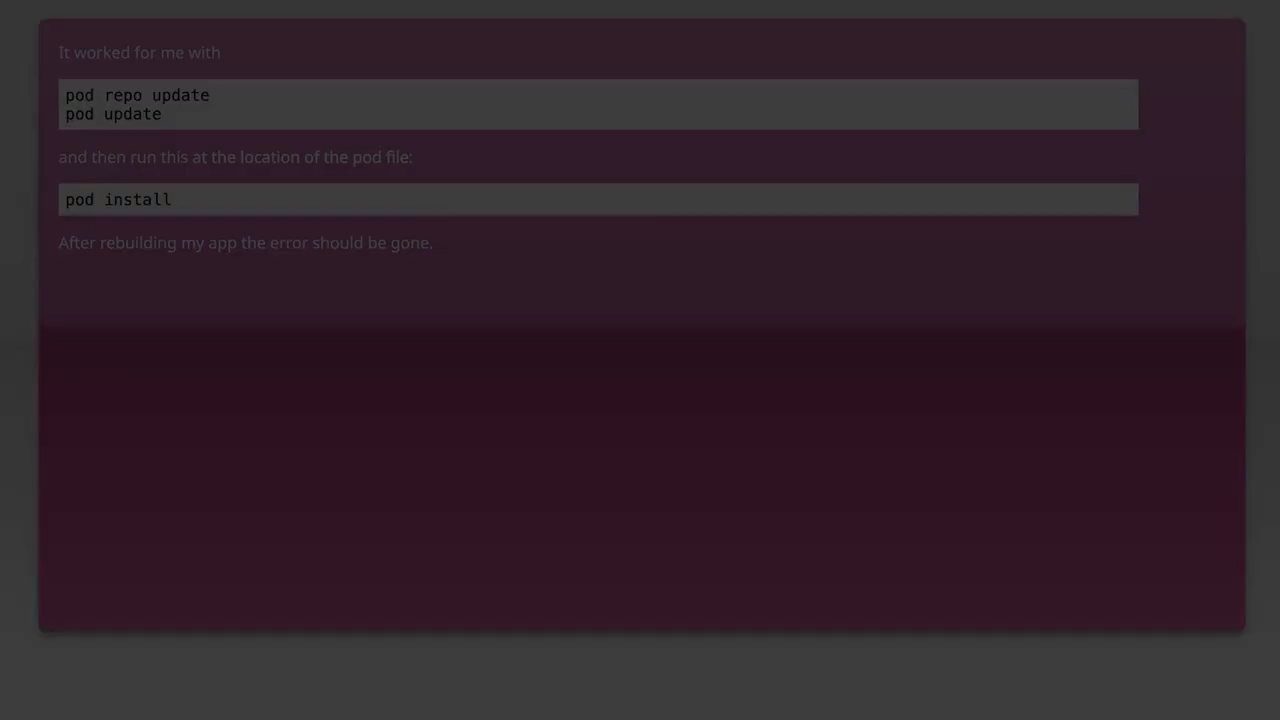 It worked for me with
pod repo update
pod update
and then run this at the location of the pod file:
pod install
After rebuilding my app the error should be gone.